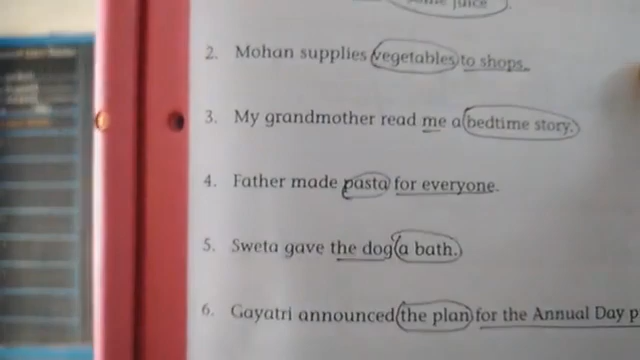 juice
2. Mohan supplies vegetables to shops.
3. My grandmother read me a bedtime story.
4. Father made pasta for everyone.
5. Sweta gave the dog a bath.
6. Gayatri announced the plan for the Annual Day